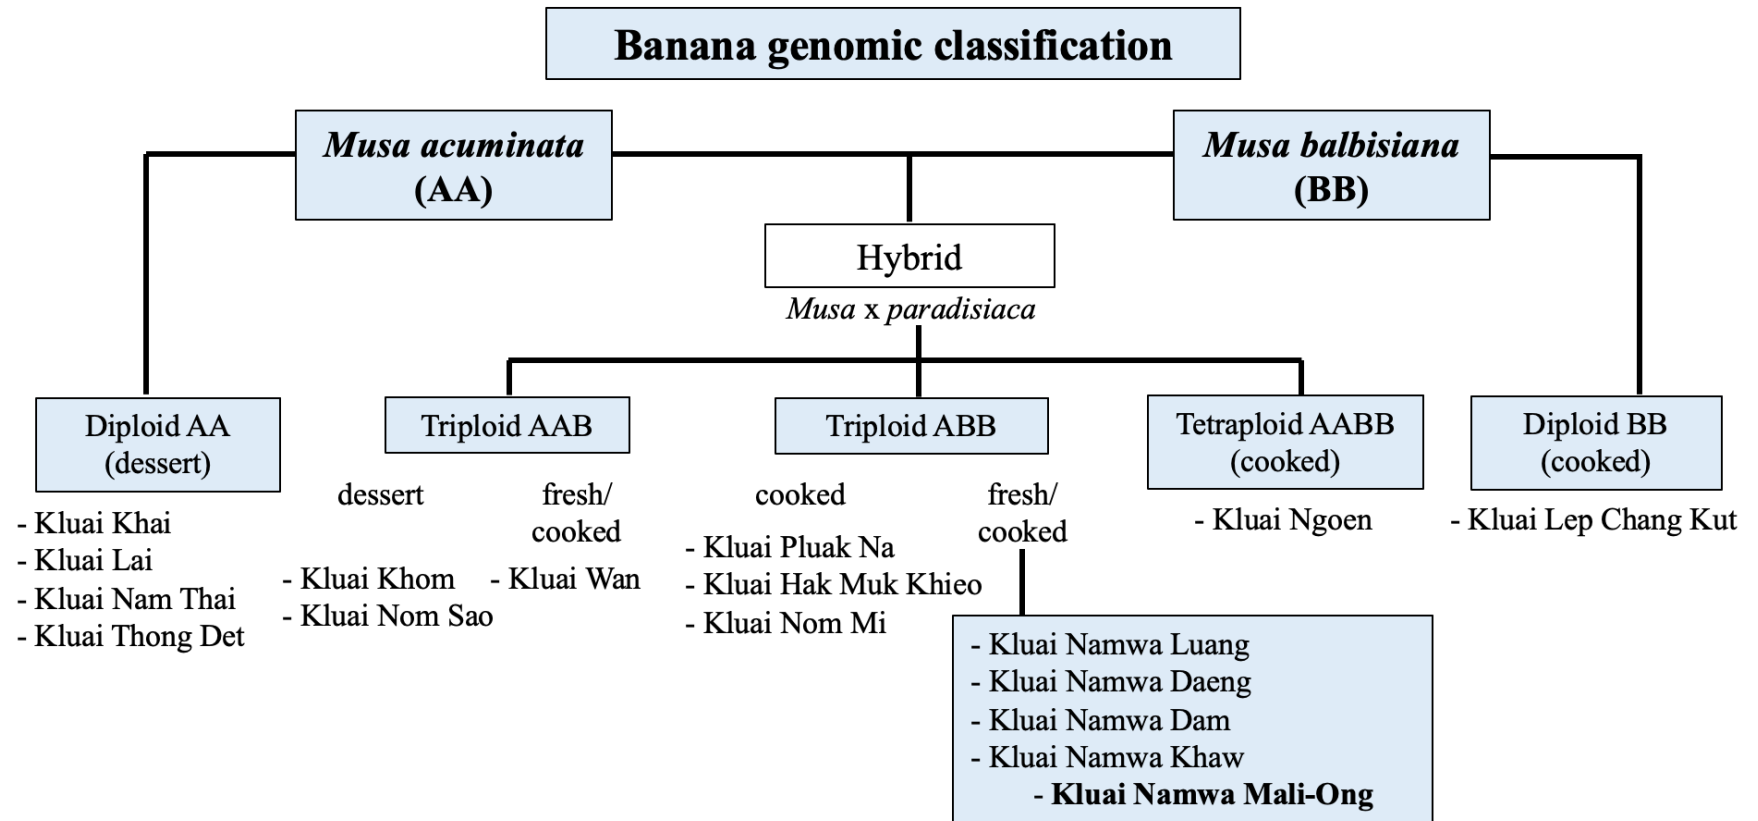 Banana genomic classification
Musa acuminata
(AA)
Musa balbisiana
(BB)
Hybrid
Musa x paradisiaca
Diploid AA
(dessert)
- Kluai Khai
- Kluai Lai
- Kluai Nam Thai
- Kluai Thong Det
Triploid AAB
dessert
- Kluai Khom
- Kluai Nom Sao
fresh/
cooked
- Kluai Wan
Triploid ABB
cooked
- Kluai Pluak Na
- Kluai Hak Muk Khieo
- Kluai Nom Mi
fresh/
cooked
- Kluai Namwa Luang
- Kluai Namwa Daeng
- Kluai Namwa Dam
- Kluai Namwa Khaw
- Kluai Namwa Mali-Ong
Tetraploid AABB
(cooked)
- Kluai Ngoen
Diploid BB
(cooked)
- Kluai Lep Chang Kut